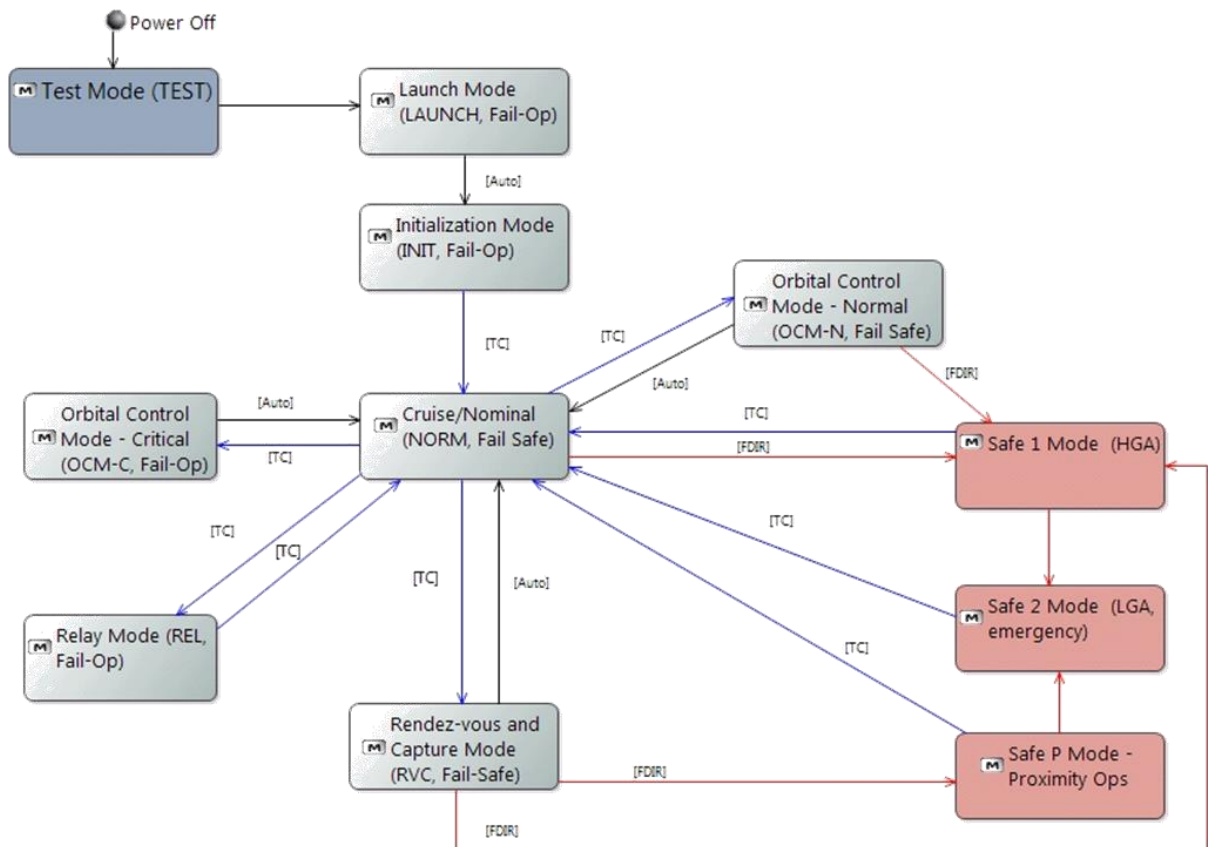 Power Off
M Test Mode (TEST)
M Launch Mode
(LAUNCH, Fail-Op)
[Auto]
M Initialization Mode
(INIT, Fail-Op)
[TC]
M Orbital Control
Mode - Normal
(OCM-N, Fail Safe)
[TC]
[Auto]
[FDIR]
M Orbital Control
Mode - Critical
(OCM-C, Fail-Op)
[Auto]
[TC]
M Cruise/Nominal
(NORM, Fail Safe)
[TC]
[FDIR]
M Safe 1 Mode (HGA)
[TC]
[TC]
[TC]
[Auto]
[TC]
M Safe 2 Mode (LGA,
emergency)
M Relay Mode (REL,
Fail-Op)
[TC]
M Rendez-vous and
Capture Mode
(RVC, Fail-Safe)
[FDIR]
M Safe P Mode -
Proximity Ops
[FDIR]